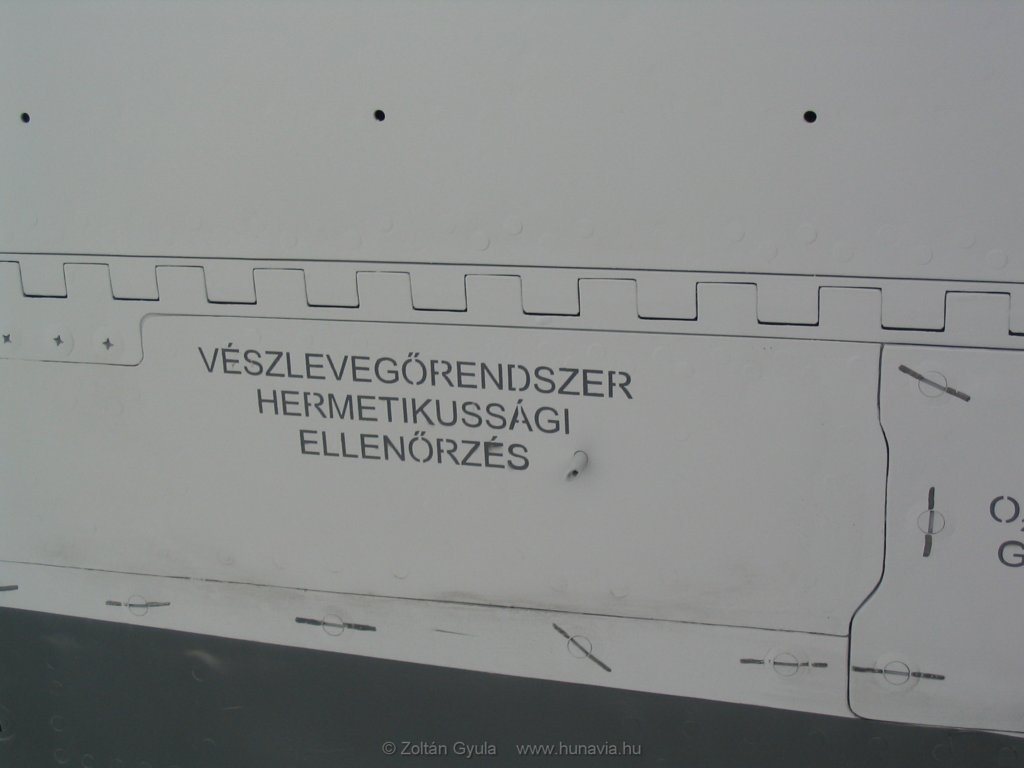 VÉSZLEVEGŐRENDSZER
HERMETIKUSSÁGI
ELLENŐRZÉS
© Zoltán Gyula www.hunavia.hu